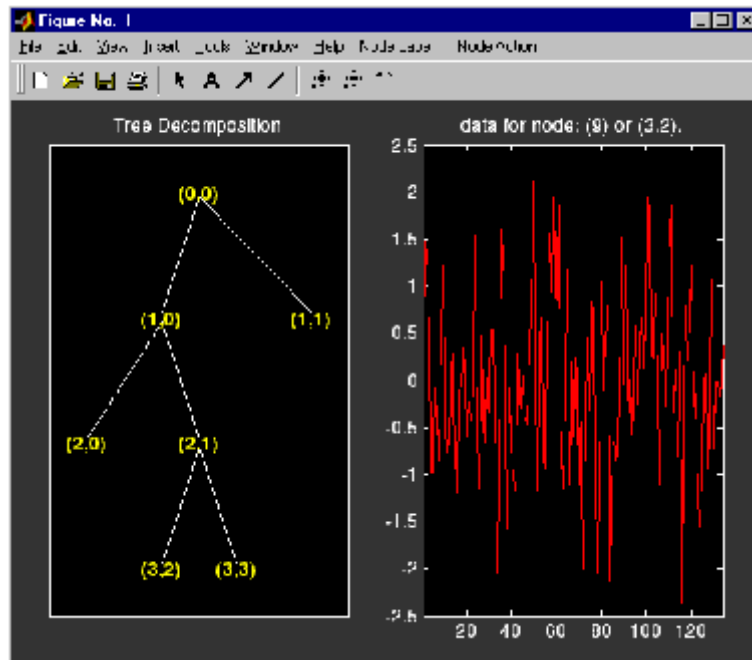 Figure No. 1
File Edit View Insert Tools Window Help Node Label Node Action
A
Tree Decomposition
(0,0)
(1,0) (1,1)
(2,0) (2,1)
(3,2) (3,3)
data for node: (9) or (3.2).
2.5
2
1.5
1
0.5
0
-0.5
-1
-1.5
-2
-2.5
20 40 60 80 100 120